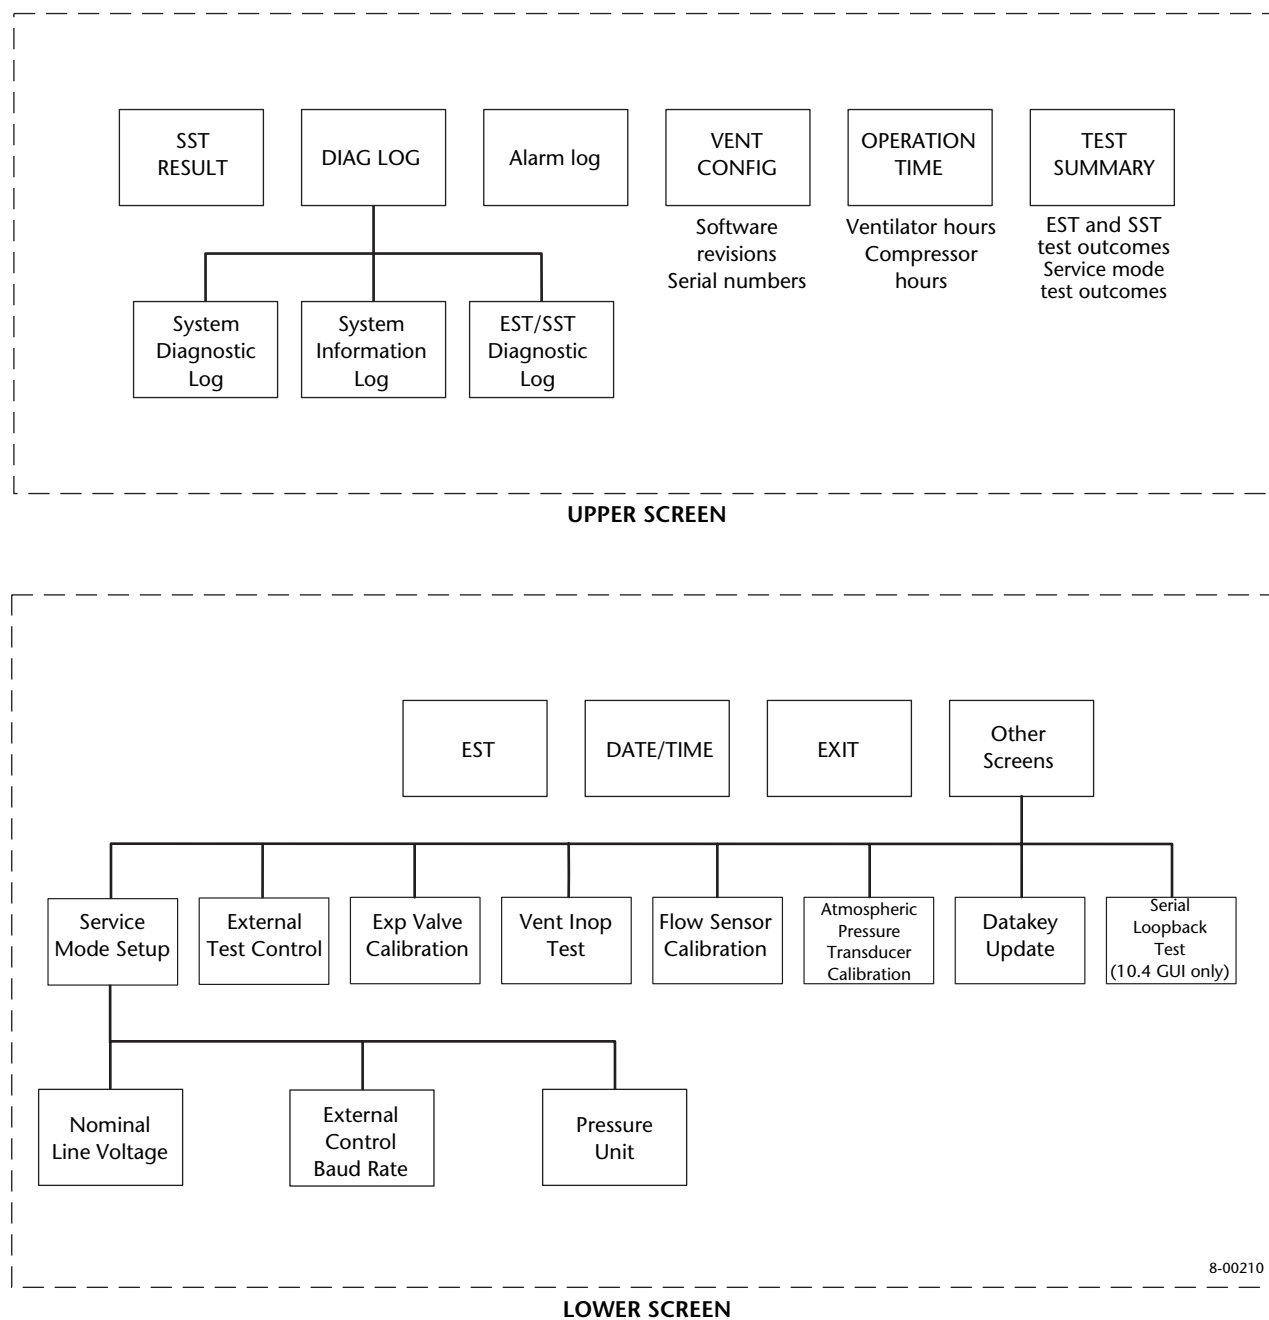 SST
RESULT
DIAG LOG
Alarm log
VENT
CONFIG
OPERATION
TIME
TEST
SUMMARY
Software
revisions
Serial numbers
Ventilator hours
Compressor
hours
EST and SST
test outcomes
Service mode
test outcomes
System
Diagnostic
Log
System
Information
Log
EST/SST
Diagnostic
Log
UPPER SCREEN
EST
DATE/TIME
EXIT
Other
Screens
Service
Mode Setup
External
Test Control
Exp Valve
Calibration
Vent Inop
Test
Flow Sensor
Calibration
Atmospheric
Pressure
Transducer
Calibration
Datakey
Update
Serial
Loopback
Test
(10.4 GUI only)
Nominal
Line Voltage
External
Control
Baud Rate
Pressure
Unit
8-00210
LOWER SCREEN